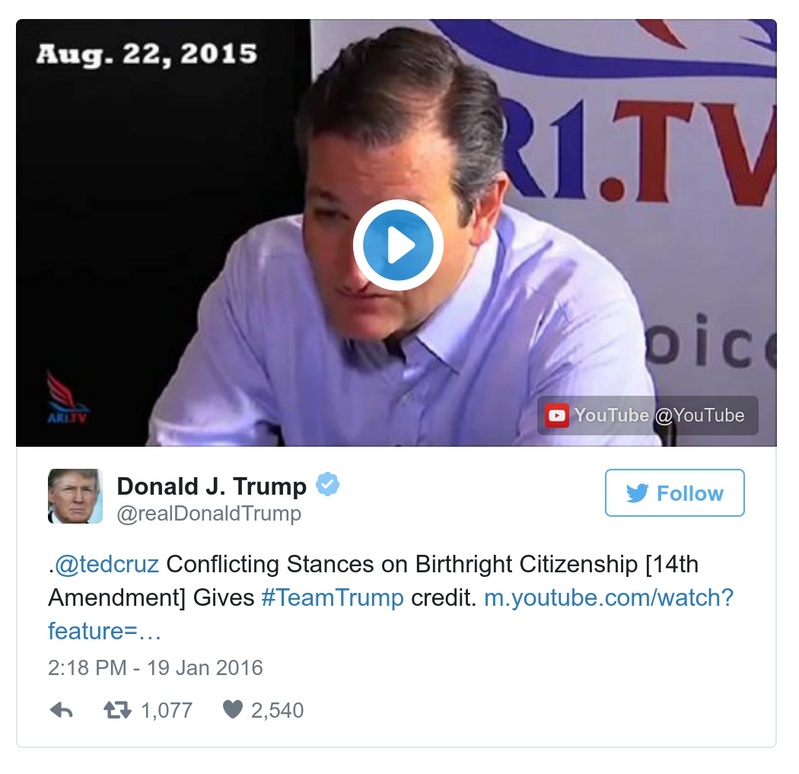 Aug. 22, 2015
R1.TV
oice
ARI.TV
YouTube @YouTube
Donald J. Trump
@realDonaldTrump
Follow
.@tedcruz Conflicting Stances on Birthright Citizenship [14th
Amendment] Gives #TeamTrump credit. m.youtube.com/watch?
feature=…
2:18 PM - 19 Jan 2016
1,077 2,540